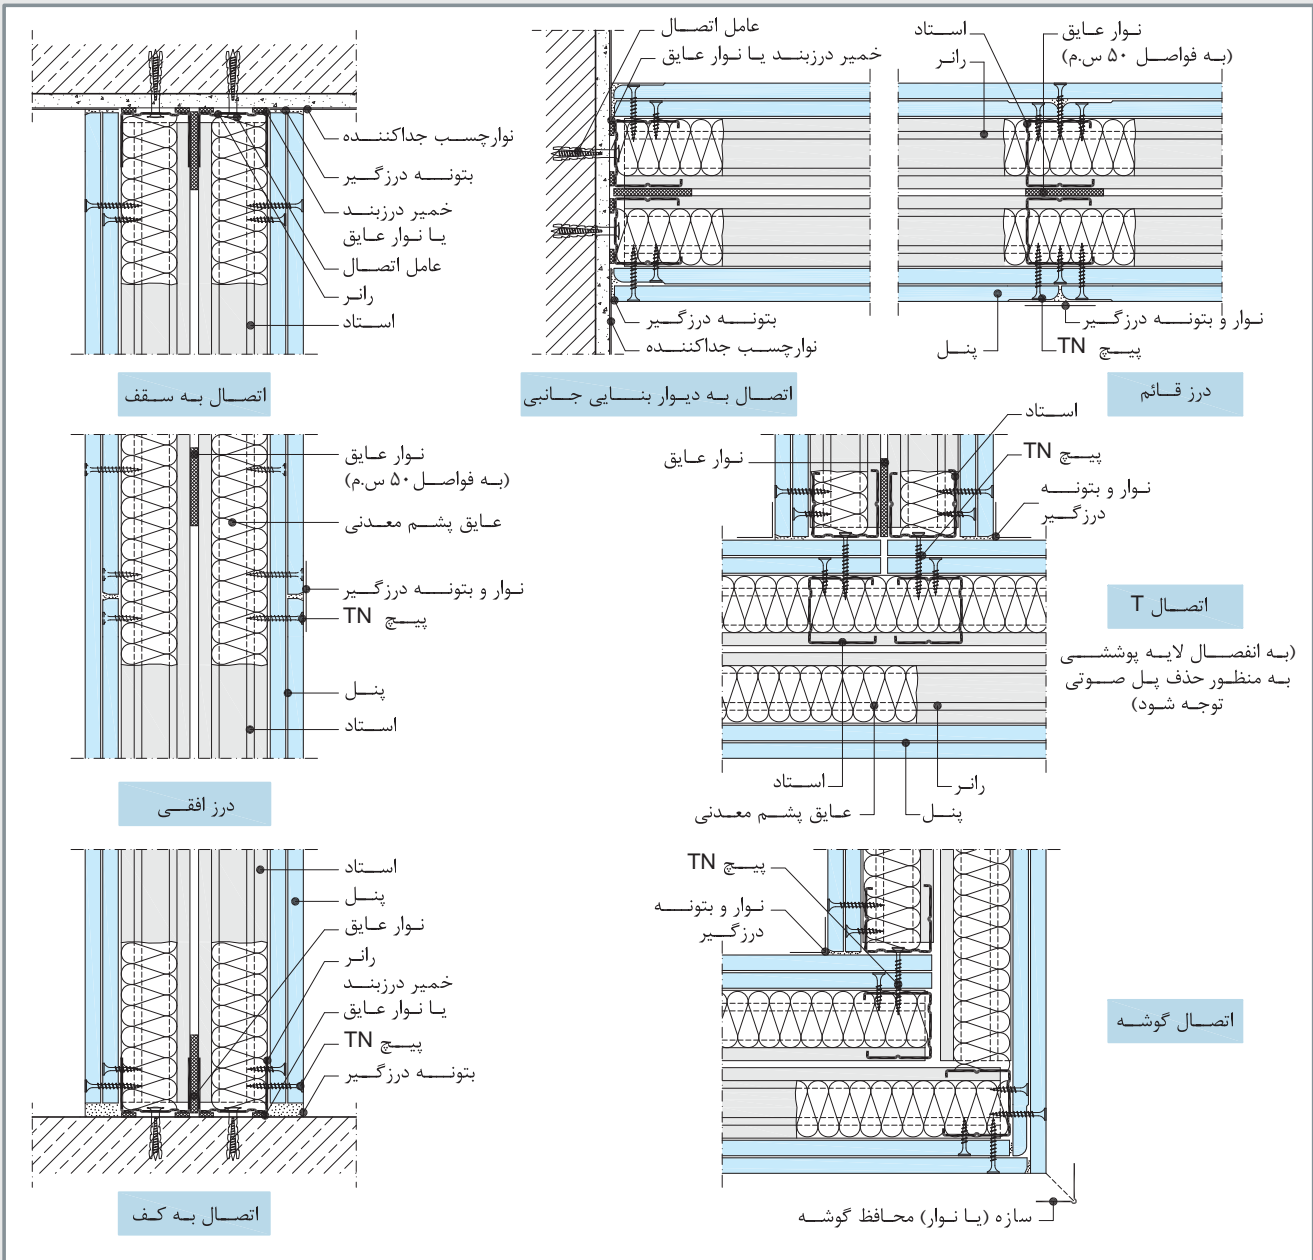 نوار چسب جداکننده
بتونه درزگیر
خمیر درزبند
یا نوار عایق
عامل اتصال
رانر
استاد
اتصال به سقف
عامل اتصال
خمیر درزبند یا نوار عایق
بتونه درزگیر
نوارچسب جداکننده
اتصال به دیوار بنایی جانبی
استاد
رانر
نوار عایق
(به فواصل ۵۰ س.م)
نوار و بتونه درزگیر
پیچ TN
پنل
درز قائم
نوار عایق
(به فواصل ۵۰ س.م)
عایق پشم معدنی
نوار و بتونه درزگیر
پیچ TN
پنل
استاد
درز افقی
استاد
پیچ TN
نوار عایق
نوار و بتونه
درزگیر
استاد
رانر
عایق پشم معدنی
پنل
اتصال T
(به انفصال لایه پوششی
به منظور حذف پل صوتی
توجه شود)
استاد
پنل
نوار عایق
رانر
خمیر درزبند
یا نوار عایق
پیچ TN
بتونه درزگیر
اتصال به کف
پیچ TN
نوار و بتونه
درزگیر
سازه (یا نوار) محافظ گوشه
اتصال گوشه